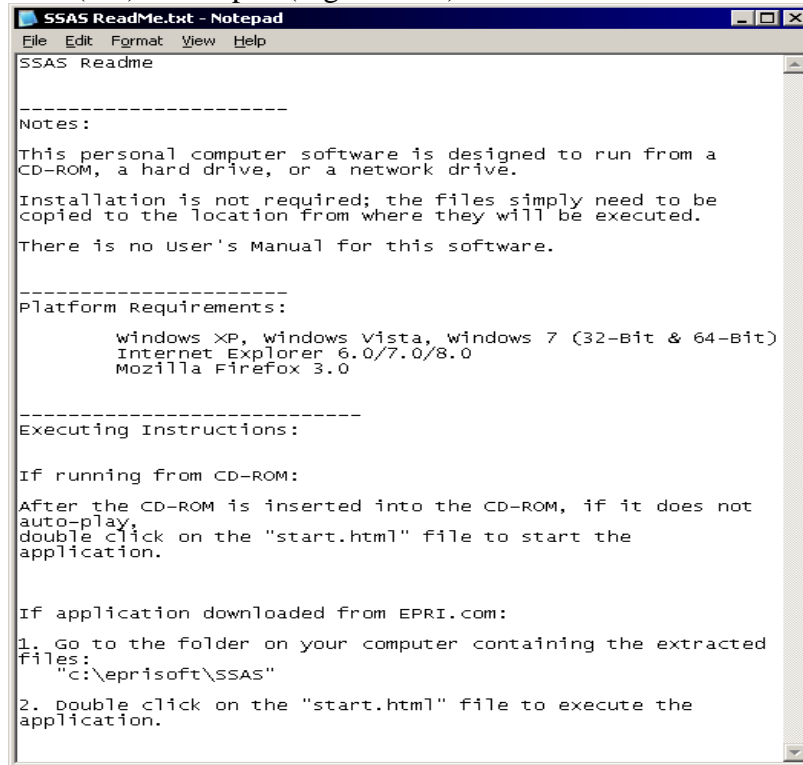 SSAS ReadMe.txt - Notepad
File Edit Format View Help
SSAS Readme
----------------------
Notes:
This personal computer software is designed to run from a
CD-ROM, a hard drive, or a network drive.
Installation is not required; the files simply need to be
copied to the location from where they will be executed.
There is no User's Manual for this software.
----------------------
Platform Requirements:
Windows XP, Windows Vista, Windows 7 (32-Bit & 64-Bit)
Internet Explorer 6.0/7.0/8.0
Mozilla Firefox 3.0
----------------------------
Executing Instructions:
If running from CD-ROM:
After the CD-ROM is inserted into the CD-ROM, if it does not
auto-play,
double click on the "start.html" file to start the
application.
If application downloaded from EPRI.com:
1. Go to the folder on your computer containing the extracted
files:
"c:\eprisoft\SSAS"
2. Double click on the "start.html" file to execute the
application.